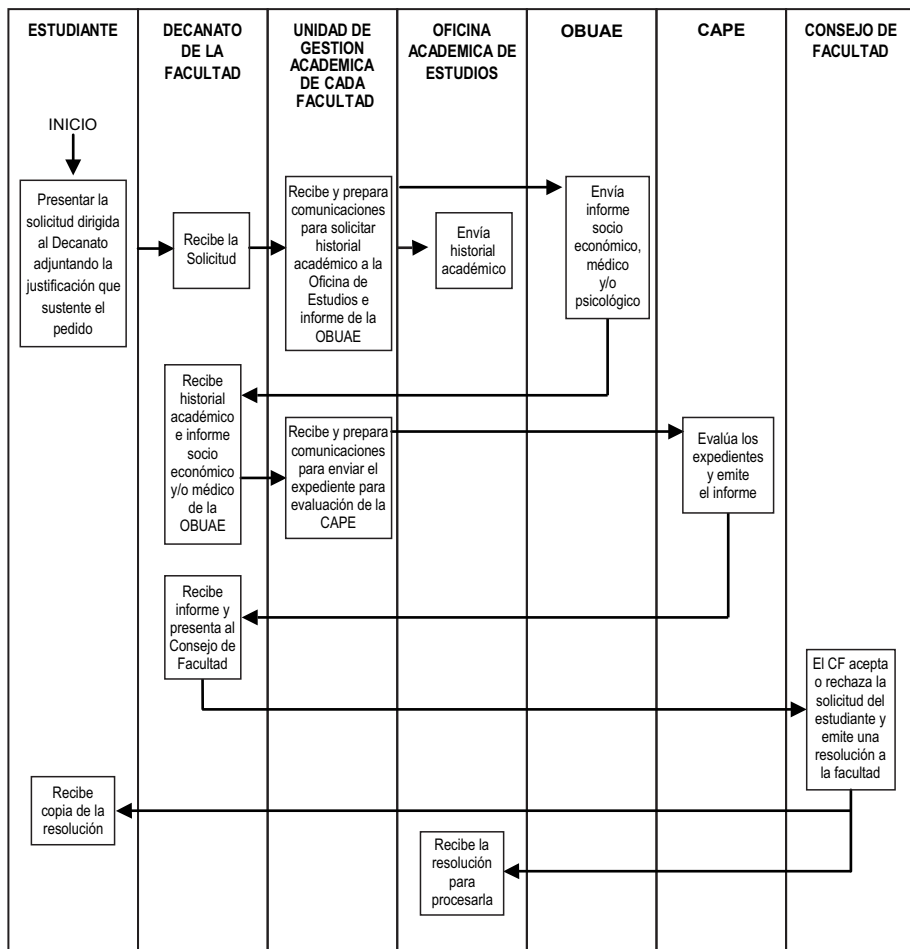 ESTUDIANTE
DECANATO
DE LA
FACULTAD
UNIDAD DE
GESTION
ACADEMICA
DE CADA
FACULTAD
OFICINA
ACADEMICA DE
ESTUDIOS
OBUAE
CAPE
CONSEJO DE
FACULTAD
INICIO
Presentar la
solicitud dirigida
al Decanato
adjuntando la
justificación que
sustente el
pedido
Recibe la
Solicitud
Recibe y prepara
comunicaciones
para solicitar
historial
académico a la
Oficina de
Estudios e
informe de la
OBUAE
Envía
historial
académico
Envía
informe
socio
económico,
médico
y/o
psicológico
Recibe
historial
académico
e informe
socio
económico
y/o médico
de la
OBUAE
Recibe y prepara
comunicaciones
para enviar el
expediente para
evaluación de la
CAPE
Evalúa los
expedientes
y emite
el informe
Recibe
informe y
presenta al
Consejo de
Facultad
El CF acepta
o rechaza la
solicitud del
estudiante y
emite una
resolución a
la facultad
Recibe
copia de la
resolución
Recibe la
resolución
para
procesarla